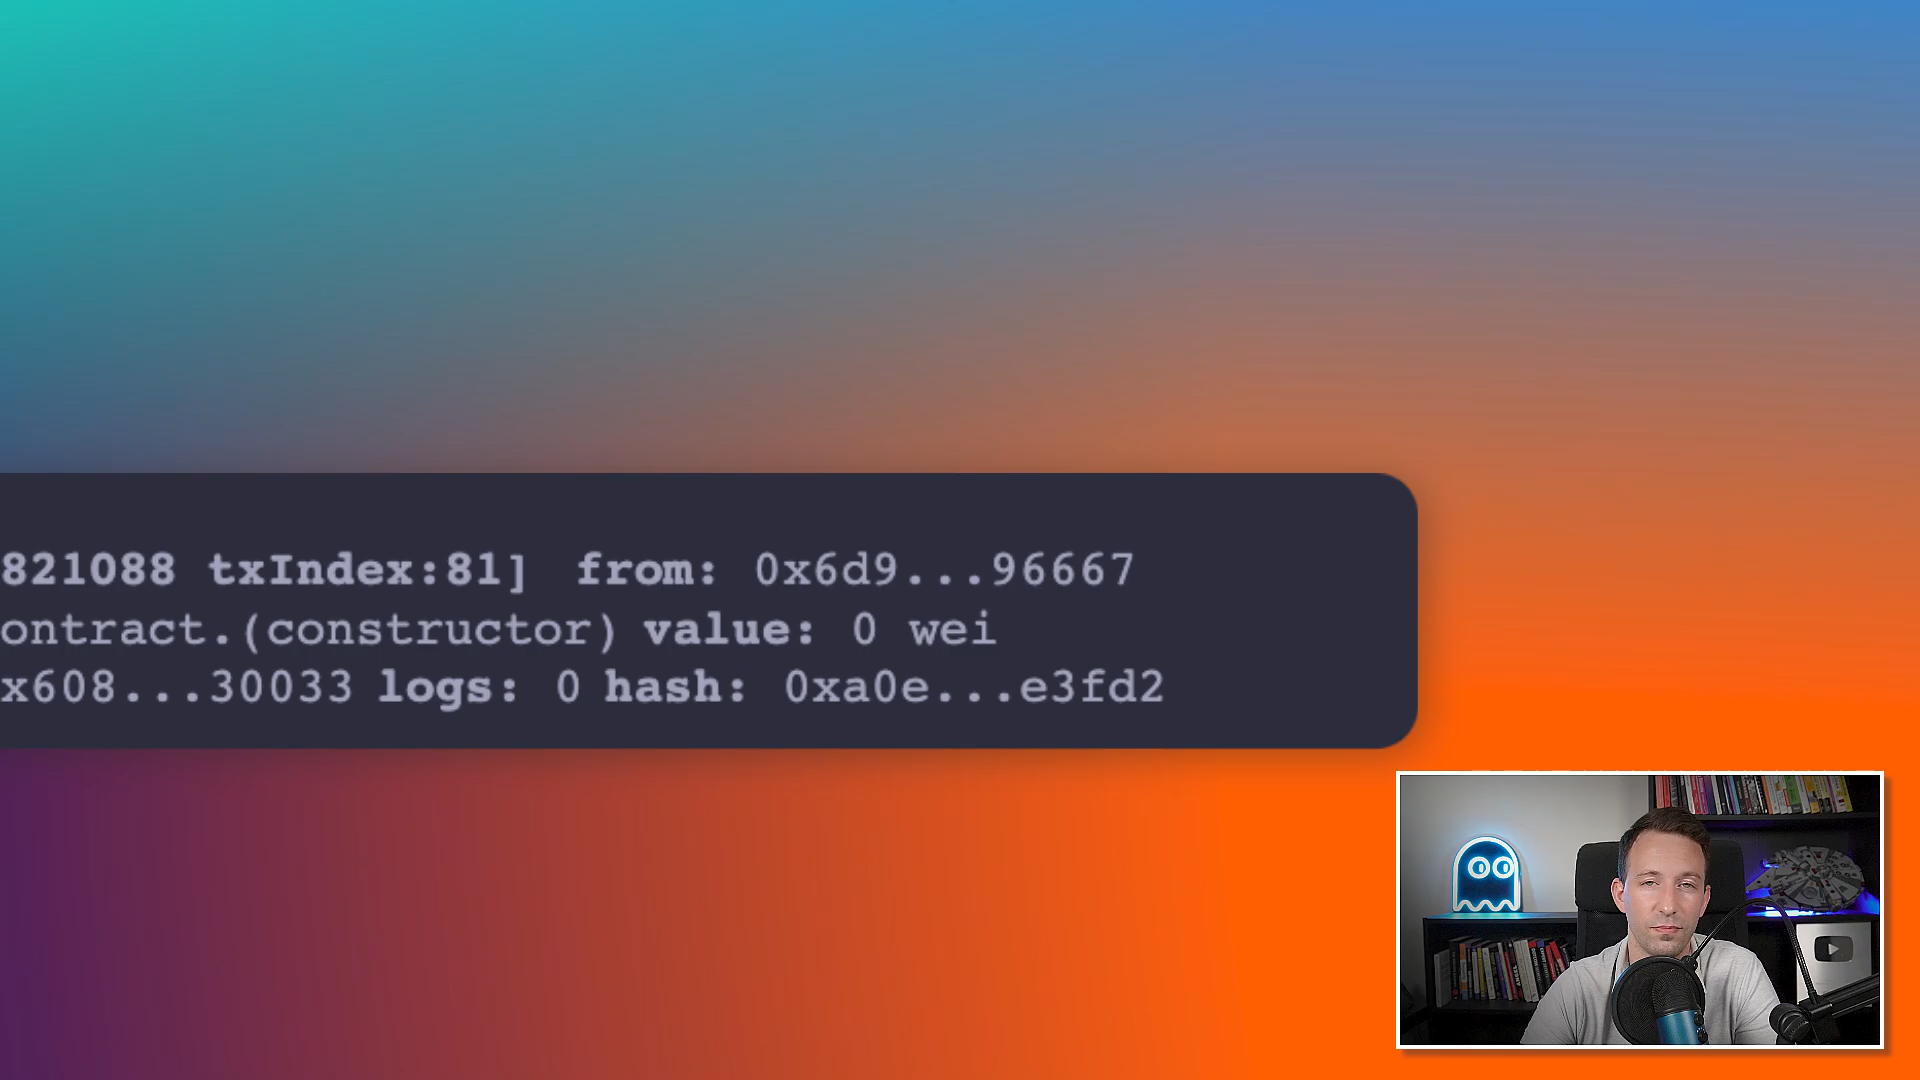 821088 txIndex:81] from: 0x6d9...96667
ontract.(constructor) value: 0 wei
x608...30033 logs: 0 hash: 0xa0e...e3fd2